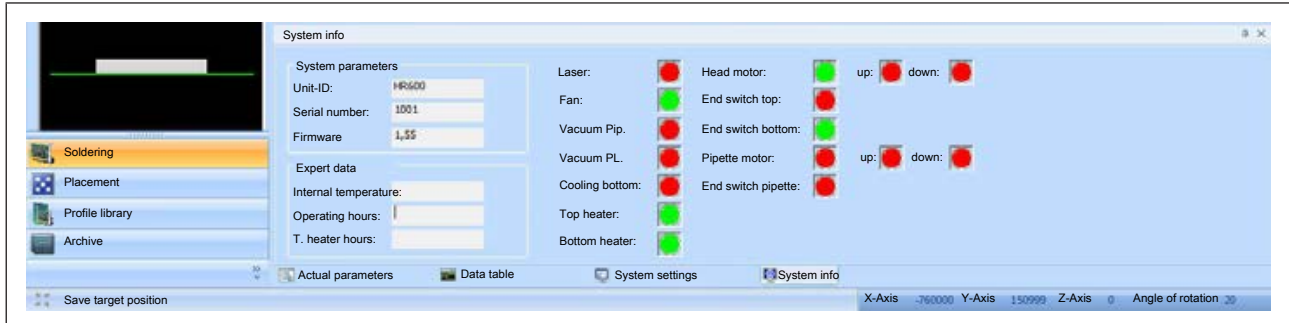 System info
System parameters
Unit-ID: HR600
Serial number: 1001
Firmware 1,55
Expert data
Internal temperature:
Operating hours:
T. heater hours:
Laser:
Fan:
Vacuum Pip.
Vacuum PL.
Cooling bottom:
Top heater:
Bottom heater:
Head motor: up: down:
End switch top:
End switch bottom:
Pipette motor: up: down:
End switch pipette:
Soldering
Placement
Profile library
Archive
Actual parameters Data table System settings System info
Save target position
X-Axis -760000 Y-Axis 150999 Z-Axis 0 Angle of rotation 20